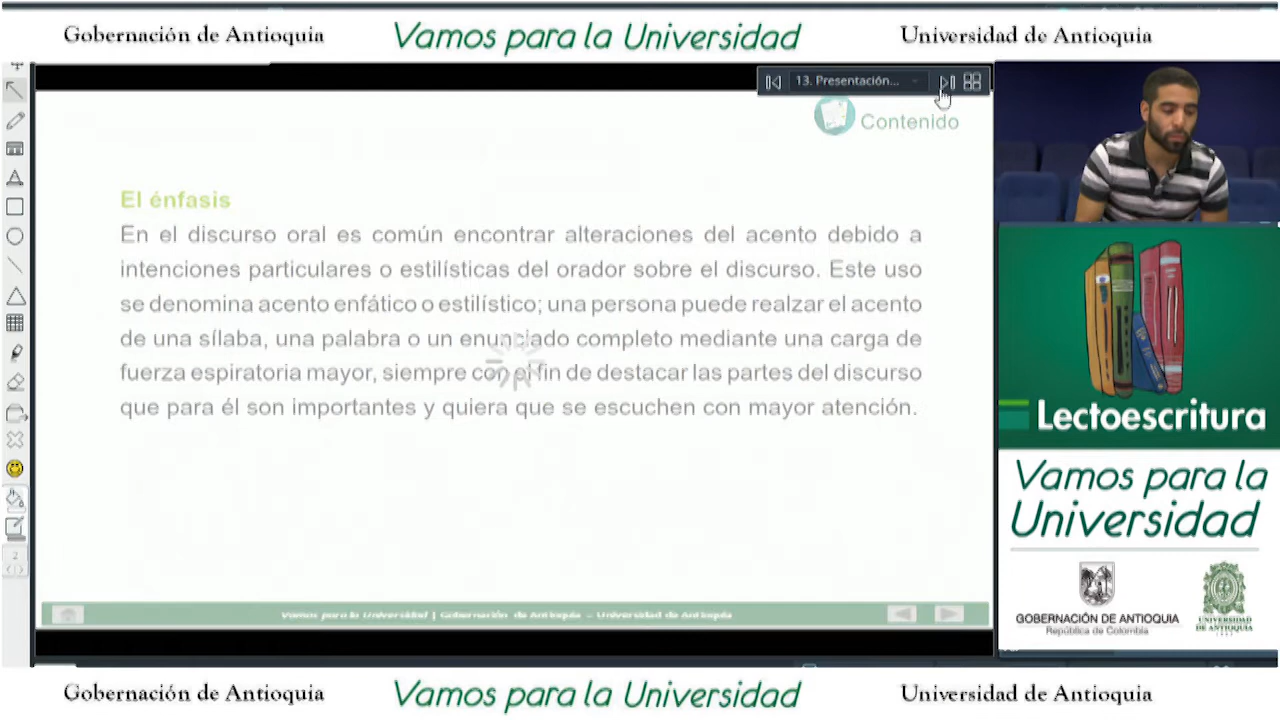 Gobernación de Antioquia
Vamos para la Universidad
Universidad de Antioquia
13. Presentación...
Contenido
El énfasis
En el discurso oral es común encontrar alteraciones del acento debido a
intenciones particulares o estilísticas del orador sobre el discurso. Este uso
se denomina acento enfático o estilístico; una persona puede realzar el acento
de una sílaba, una palabra o un enunciado completo mediante una carga de
fuerza espiratoria mayor, siempre con el fin de destacar las partes del discurso
que para él son importantes y quiera que se escuchen con mayor atención.
Vamos para la Universidad | Gobernación de Antioquia - Universidad de Antioquia
2
Lectoescritura
Vamos para la
Universidad
GOBERNACIÓN DE ANTIOQUIA
República de Colombia
UNIVERSIDAD
DE ANTIOQUIA
Gobernación de Antioquia
Vamos para la Universidad
Universidad de Antioquia